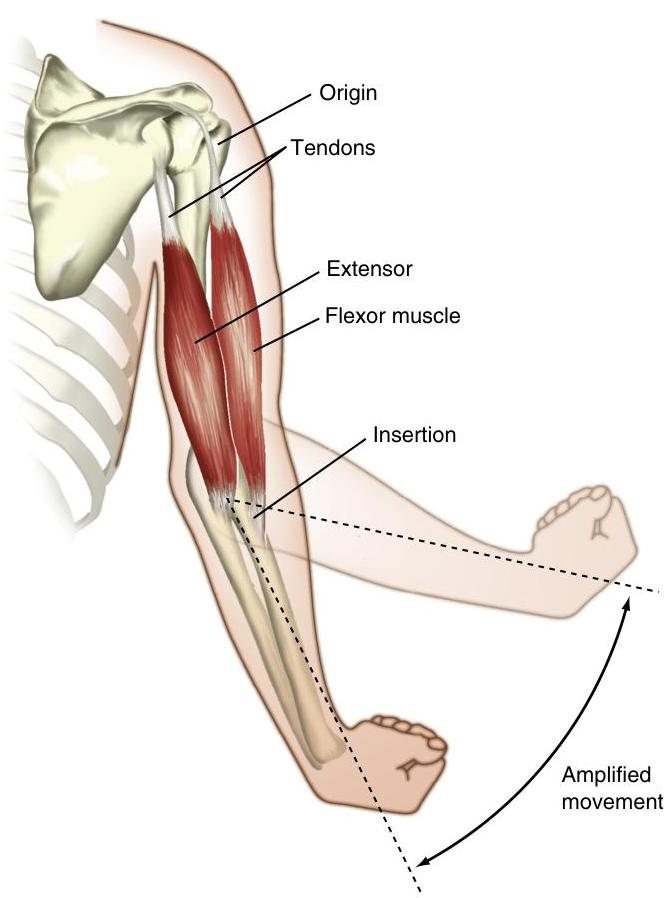 Origin
Tendons
Extensor
Flexor muscle
Insertion
Amplified
movement